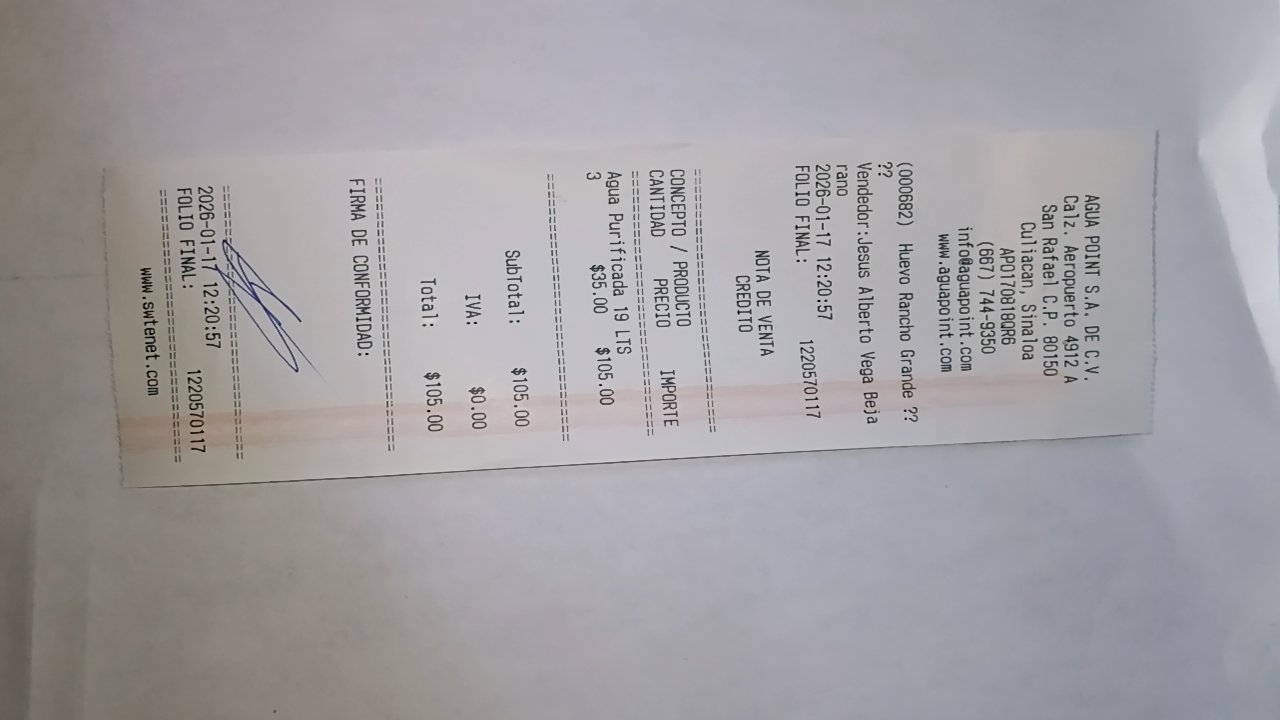 AGUA POINT S.A. DE C.V.
Calz. Aeropuerto 4912 A
San Rafael C.P. 80150
Culiacan, Sinaloa
APO170818QR6
(667) 744-9350
info@aguapoint.com
www.aguapoint.com
(000682) Huevo Rancho Grande ??
??
Vendedor:Jesus Alberto Vega Beja
rano
2026-01-17 12:20:57
FOLIO FINAL: 1220570117
NOTA DE VENTA
CREDITO
================================
CONCEPTO / PRODUCTO
CANTIDAD PRECIO IMPORTE
================================
Agua Purificada 19 LTS
3 $35.00 $105.00
================================
SubTotal: $105.00
IVA: $0.00
Total: $105.00
================================
FIRMA DE CONFORMIDAD:
================================
2026-01-17 12:20:57
FOLIO FINAL: 1220570117
================================
www.swtenet.com